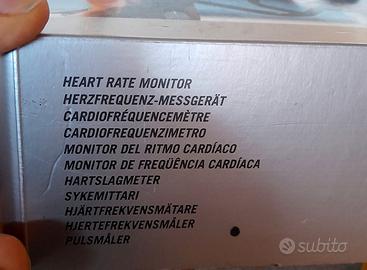 HEART RATE MONITOR
HERZFREQUENZ-MESSGERÄT
CARDIOFRÉQUENCEMÈTRE
CARDIOFREQUENZIMETRO
MONITOR DEL RITMO CARDÍACO
MONITOR DE FREQÜÊNCIA CARDÍACA
HARTSLAGMETER
SYKEMITTARI
HJÄRTFREKVENSMÄTARE
HJERTEFREKVENSMÅLER
PULSMÅLER
subito